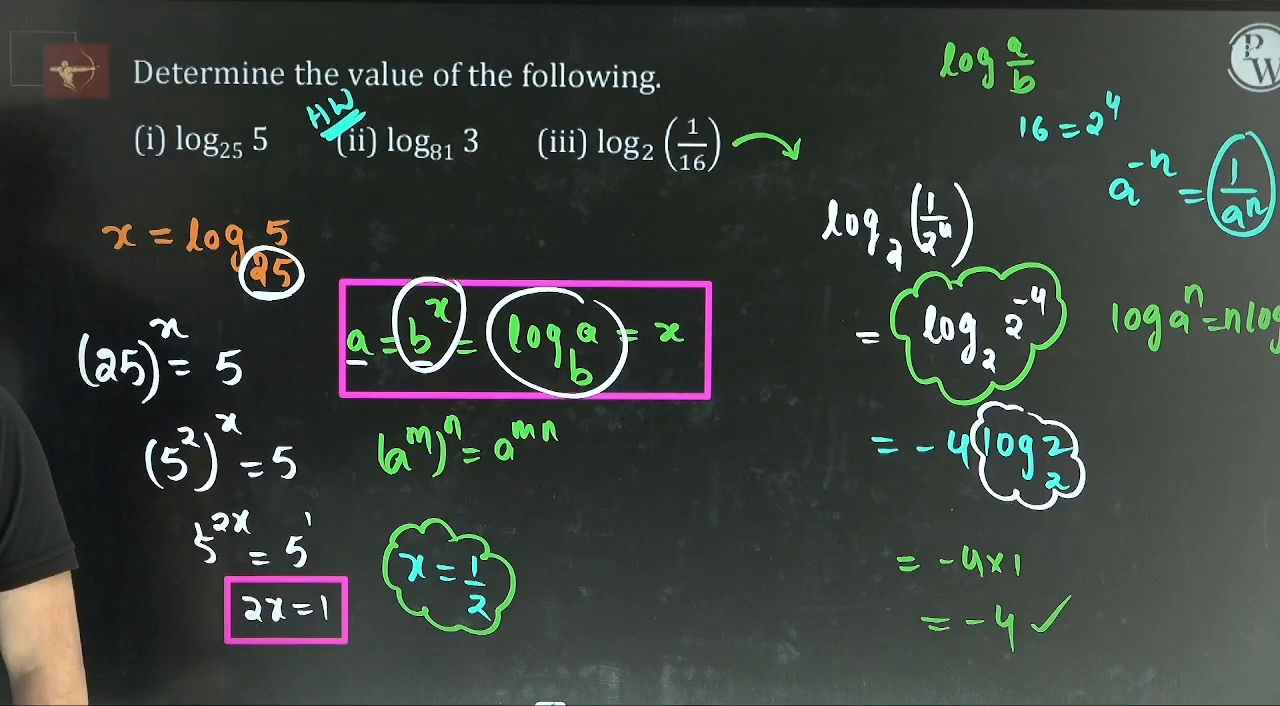 Determine the value of the following.
HW
(i) log₂₅ 5 (ii) log₈₁ 3 (iii) log₂ (1/16)
x = log₂₅ 5
(25)ˣ = 5
(5²)ˣ = 5
5²ˣ = 5¹
2x = 1
a = bˣ = log_b a = x
(aᵐ)ⁿ = aᵐⁿ
x = 1/2
log a/b
16 = 2⁴
a⁻ⁿ = 1/aⁿ
log₂ (1/2⁴)
= log₂ 2⁻⁴
log aⁿ = n log
= -4 log₂ 2
= -4 x 1
= -4 ✓
PW